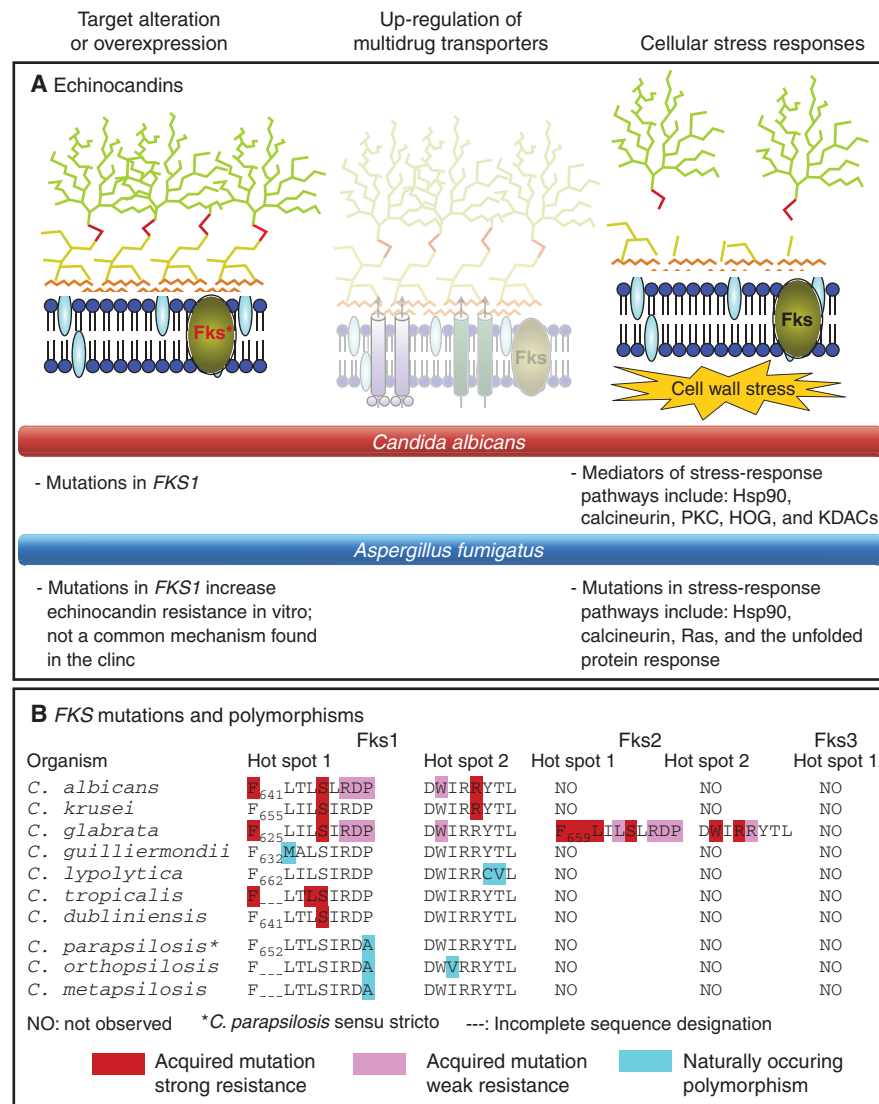 Target alteration
or overexpression
Up-regulation of
multidrug transporters
Cellular stress responses
A Echinocandins
Fks*
Fks
Fks
Cell wall stress
Candida albicans
- Mutations in FKS1
- Mediators of stress-response
pathways include: Hsp90,
calcineurin, PKC, HOG, and KDACs
Aspergillus fumigatus
- Mutations in FKS1 increase
echinocandin resistance in vitro;
not a common mechanism found
in the clinc
- Mutations in stress-response
pathways include: Hsp90,
calcineurin, Ras, and the unfolded
protein response
B FKS mutations and polymorphisms
Fks1 Fks2 Fks3
Organism Hot spot 1 Hot spot 2 Hot spot 1 Hot spot 2 Hot spot 1
C. albicans F641LTLSLRDP DWIRRYTL NO NO NO
C. krusei F655LILSIRDP DWIRRYTL NO NO NO
C. glabrata F625LILSIRDP DWIRRYTL F659LILSLRDP DWIRRYTL NO
C. guilliermondii F632MALSIRDP DWIRRYTL NO NO NO
C. lypolytica F662LILSIRDP DWIRRCVL NO NO NO
C. tropicalis F---LTLSIRDP DWIRRYTL NO NO NO
C. dubliniensis F641LTLSIRDP DWIRRYTL NO NO NO
C. parapsilosis* F652LTLSIRDA DWIRRYTL NO NO NO
C. orthopsilosis F---LTLSIRDA DWVRRYTL NO NO NO
C. metapsilosis F---LTLSIRDA DWIRRYTL NO NO NO
NO: not observed *C. parapsilosis sensu stricto ---: Incomplete sequence designation
Acquired mutation
strong resistance
Acquired mutation
weak resistance
Naturally occuring
polymorphism